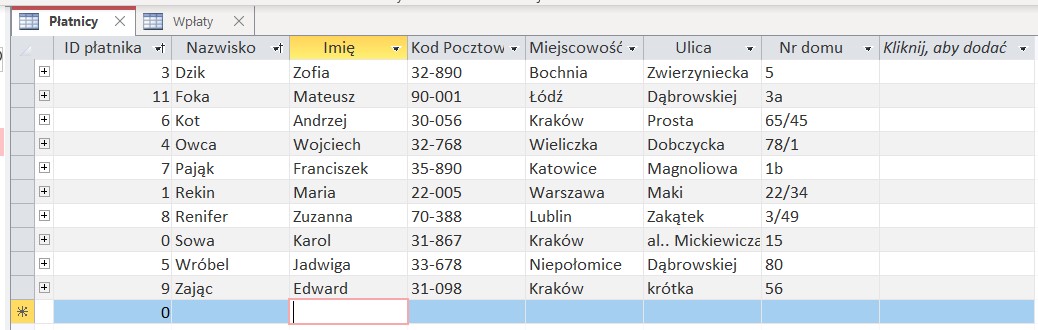 Płatnicy Wpłaty
ID płatnika Nazwisko Imię Kod Pocztow Miejscowość Ulica Nr domu Kliknij, aby dodać
3 Dzik Zofia 32-890 Bochnia Zwierzyniecka 5
11 Foka Mateusz 90-001 Łódź Dąbrowskiej 3a
6 Kot Andrzej 30-056 Kraków Prosta 65/45
4 Owca Wojciech 32-768 Wieliczka Dobczycka 78/1
7 Pająk Franciszek 35-890 Katowice Magnoliowa 1b
1 Rekin Maria 22-005 Warszawa Maki 22/34
8 Renifer Zuzanna 70-388 Lublin Zakątek 3/49
0 Sowa Karol 31-867 Kraków al.. Mickiewicza 15
5 Wróbel Jadwiga 33-678 Niepołomice Dąbrowskiej 80
9 Zając Edward 31-098 Kraków krótka 56
0